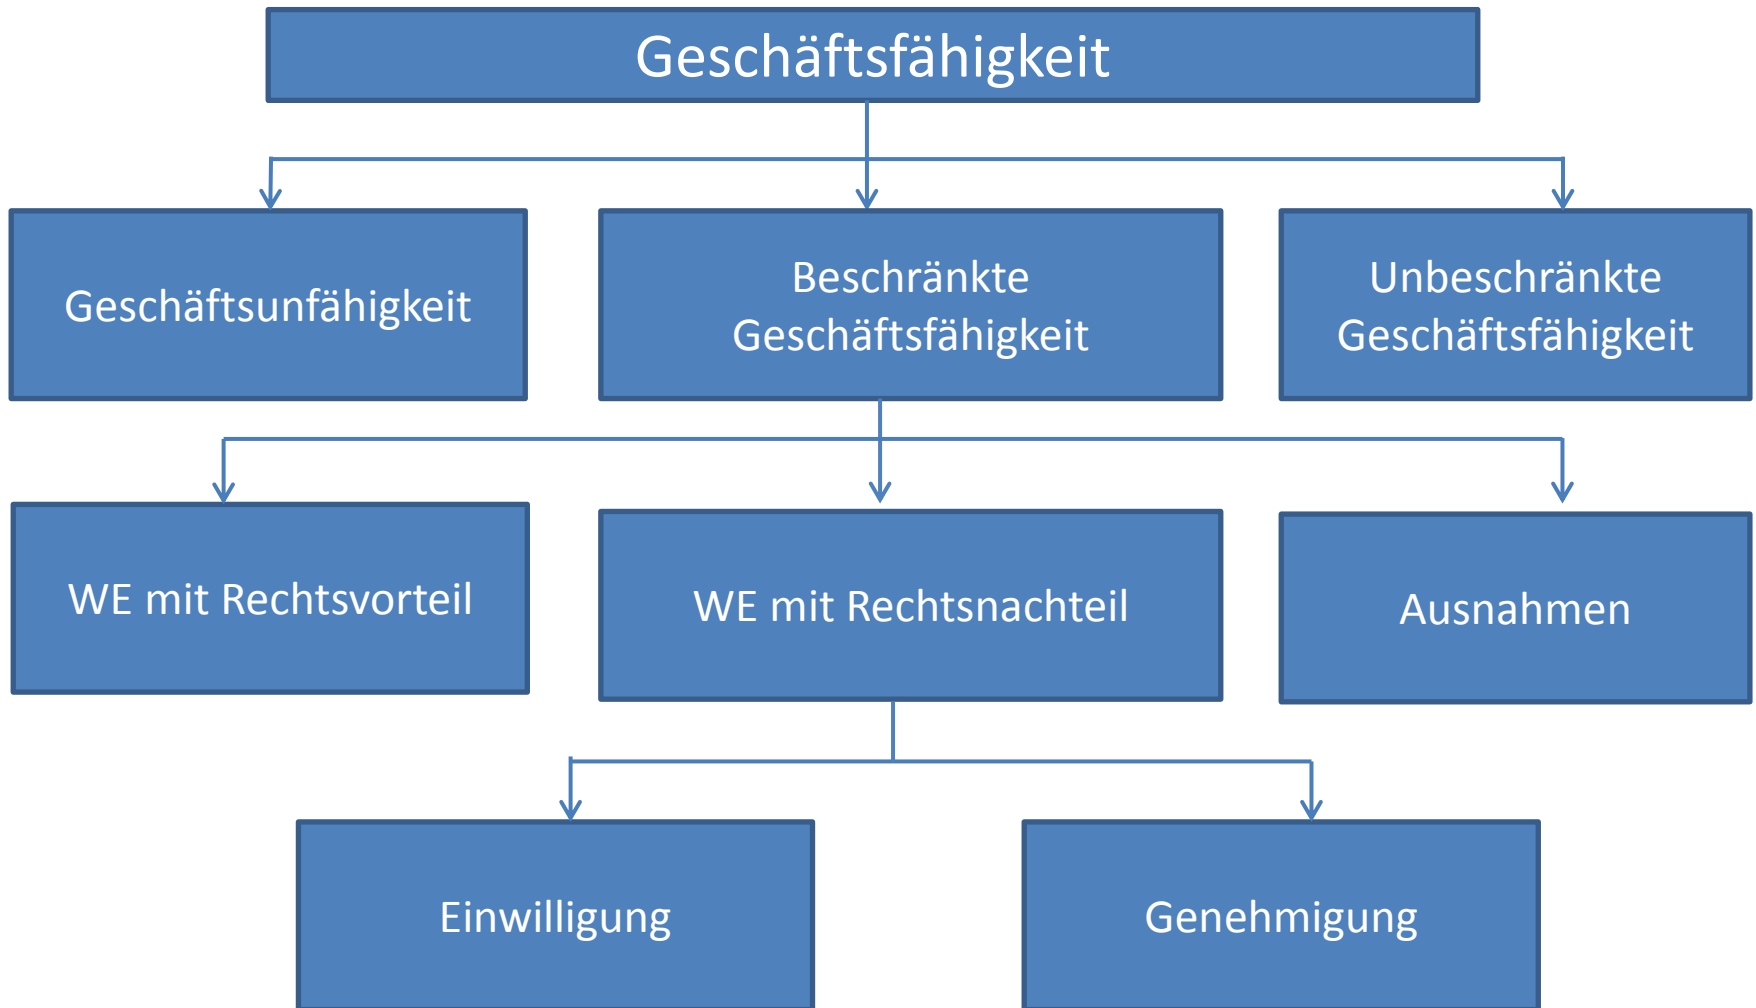 Geschäftsfähigkeit
Geschäftsunfähigkeit
Beschränkte
Geschäftsfähigkeit
Unbeschränkte
Geschäftsfähigkeit
WE mit Rechtsvorteil
WE mit Rechtsnachteil
Ausnahmen
Einwilligung
Genehmigung